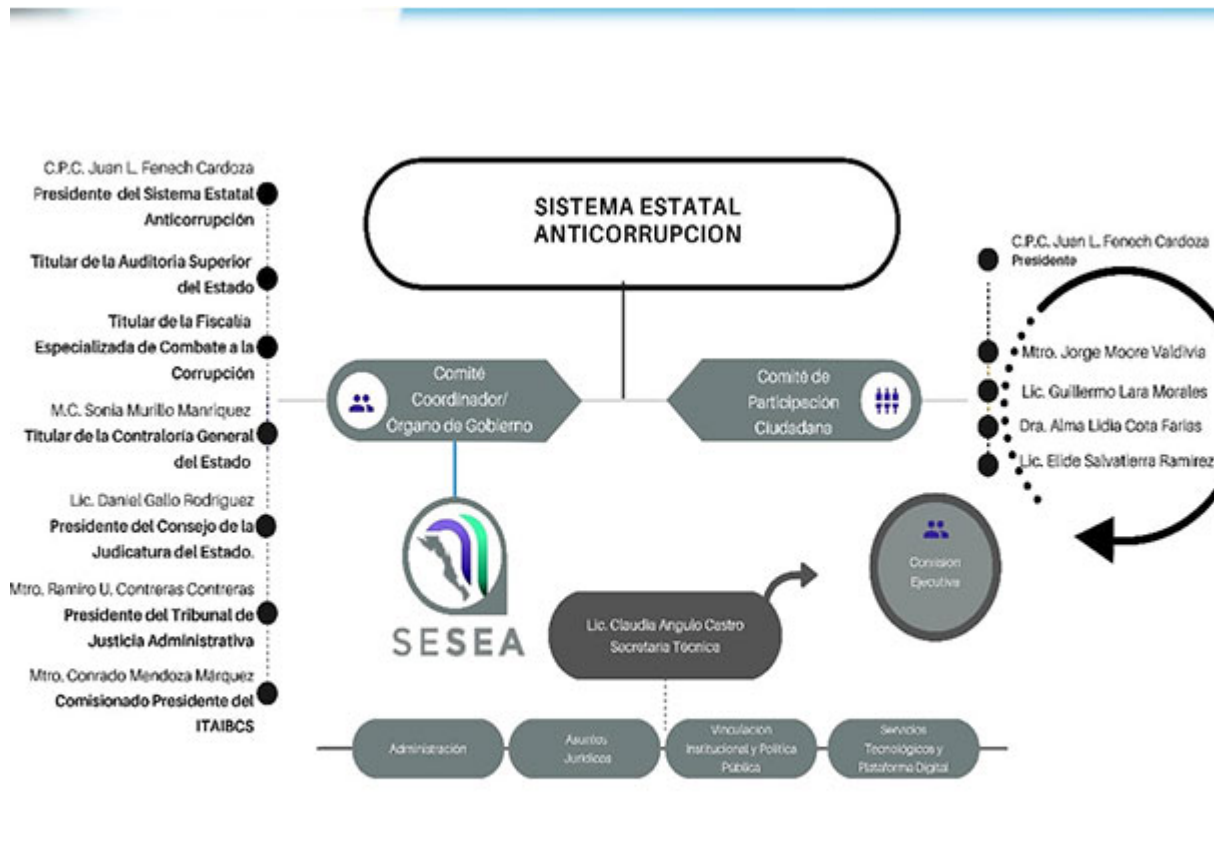 C.P.C. Juan L. Fenech Cardoza
Presidente del Sistema Estatal
Anticorrupción
Titular de la Auditoria Superior
del Estado
Titular de la Fiscalía
Especializada de Combate a la
Corrupción
M.C. Sonia Murillo Manriquez
Titular de la Contraloría General
del Estado
Lic. Daniel Gallo Rodriguez
Presidente del Consejo de la
Judicatura del Estado.
Mtro. Ramiro U. Contreras Contreras
Presidente del Tribunal de
Justicia Administrativa
Mtro. Conrado Mendoza Márquez
Comisionado Presidente del
ITAIBCS
SISTEMA ESTATAL
ANTICORRUPCION
Comité
Coordinador/
Órgano de Gobierno
Comité de
Participación
Ciudadana
C.P.C. Juan L. Fenech Cardoza
Presidente
Mtro. Jorge Moore Valdivia
Lic. Guillermo Lara Morales
Dra. Alma Lidia Cota Farias
Lic. Elide Salvatierra Ramirez
SESEA
Comision
Ejecutiva
Lic. Claudia Angulo Castro
Secretaria Técnica
Administración
Asuntos
Jurídicos
Vinculación
Institucional y Política
Pública
Servicios
Tecnológicos y
Plataforma Digital